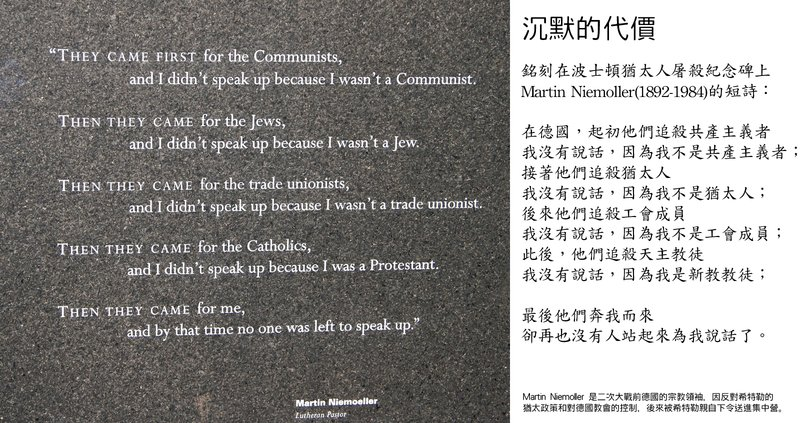 “THEY CAME FIRST for the Communists,
and I didn’t speak up because I wasn’t a Communist.
THEN THEY CAME for the Jews,
and I didn’t speak up because I wasn’t a Jew.
THEN THEY CAME for the trade unionists,
and I didn’t speak up because I wasn’t a trade unionist.
THEN THEY CAME for the Catholics,
and I didn’t speak up because I was a Protestant.
THEN THEY CAME for me,
and by that time no one was left to speak up.”
Martin Niemoeller
Lutheran Pastor
沉默的代價
銘刻在波士頓猶太人屠殺紀念碑上
Martin Niemoller(1892-1984)的短詩：
在德國，起初他們追殺共產主義者
我沒有說話，因為我不是共產主義者；
接著他們追殺猶太人
我沒有說話，因為我不是猶太人；
後來他們追殺工會成員
我沒有說話，因為我不是工會成員；
此後，他們追殺天主教徒
我沒有說話，因為我是新教教徒；
最後他們奔我而來
卻再也沒有人站起來為我說話了。
Martin Niemoller 是二次大戰前德國的宗教領袖，因反對希特勒的
猶太政策和對德國教會的控制，後來被希特勒親自下令送進集中營。